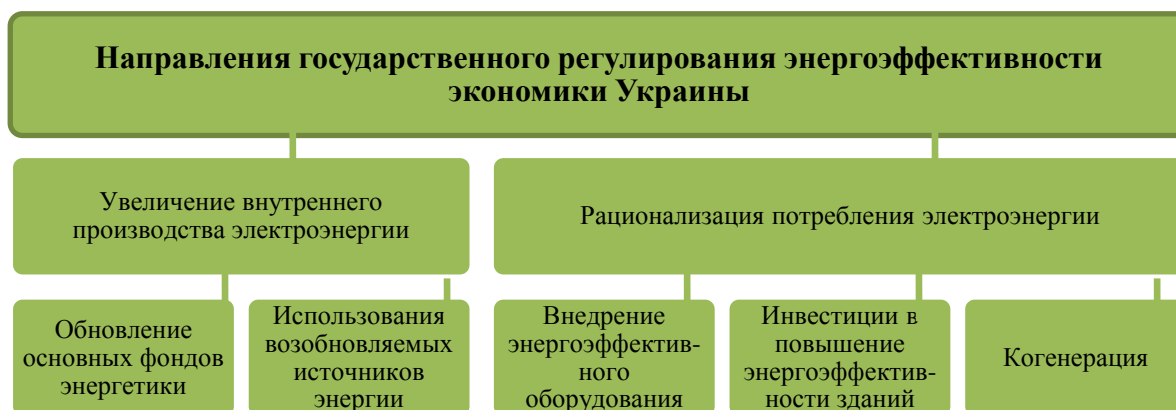 Направления государственного регулирования энергоэффективности
экономики Украины
Увеличение внутреннего
производства электроэнергии
Рационализация потребления электроэнергии
Обновление
основных фондов
энергетики
Использования
возобновляемых
источников
энергии
Внедрение
энергоэффектив-
ного
оборудования
Инвестиции в
повышение
энергоэффектив-
ности зданий
Когенерация